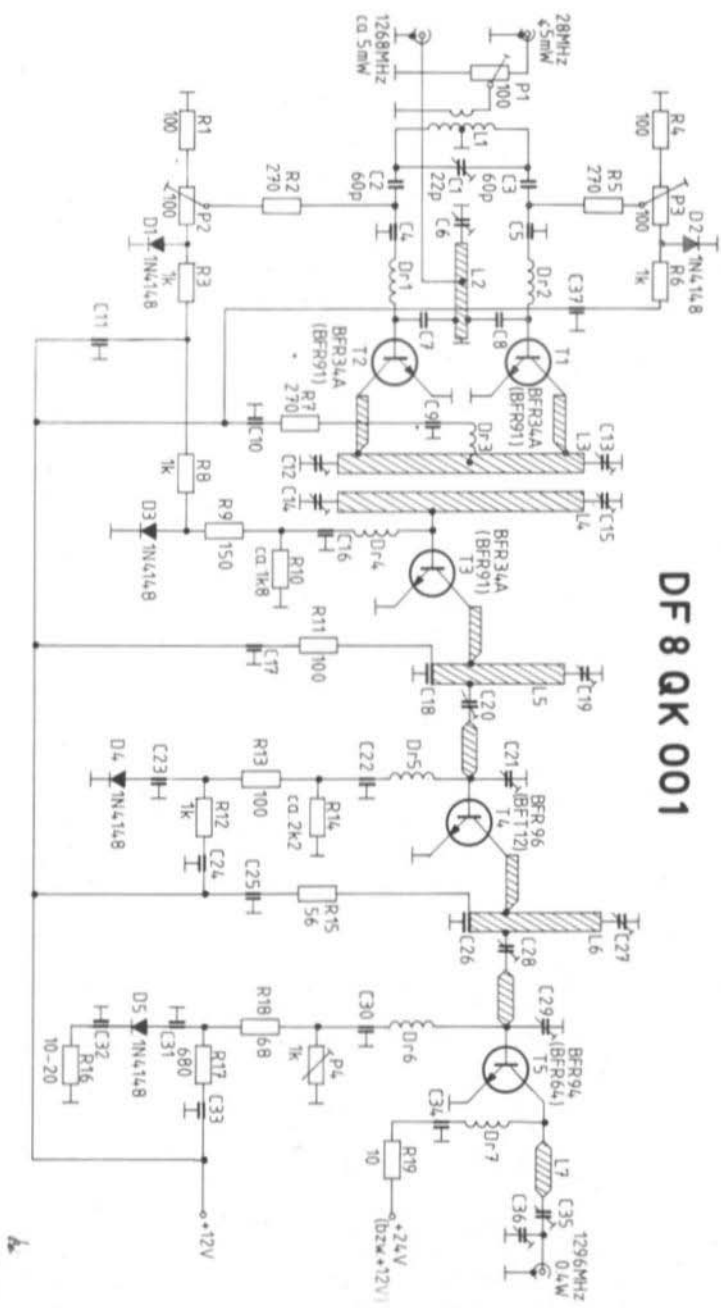 DF 8 QK 001
28MHz
≤5mW
1268MHz
ca 5mW
P1
100
L1
R4
100
P3
100
D2
1N4148
R5
270
R6
1k
C3
60p
C1
22p
C2
60p
C5
C6
C4
Dr2
L2
Dr1
C37
C8
C7
R1
100
P2
100
R2
270
D1
1N4148
R3
1k
C11
T1
BFR34A
(BFR91)
T2
BFR34A
(BFR91)
C9
R7
270
C10
Dr3
C13
L3
C12
C14
L4
C15
R8
1k
D3
1N4148
R9
150
R10
ca 1k8
C16
Dr4
BFR34A
(BFR91)
T3
R11
100
C17
C18
L5
C19
C20
C21
BFR96
(BFT12)
T4
Dr5
C22
R14
ca 2k2
R13
100
C23
D4
1N4148
R12
1k
C24
C25
R15
56
C26
L6
C27
C28
C29
BFR94
(BFR64)
T5
Dr6
C30
P4
1k
R18
68
R17
680
C31
D5
1N4148
C32
R16
10-20
C33
C34
Dr7
R19
10
L7
C35
C36
1296MHz
0.4W
+24V
(bzw+12V)
+12V